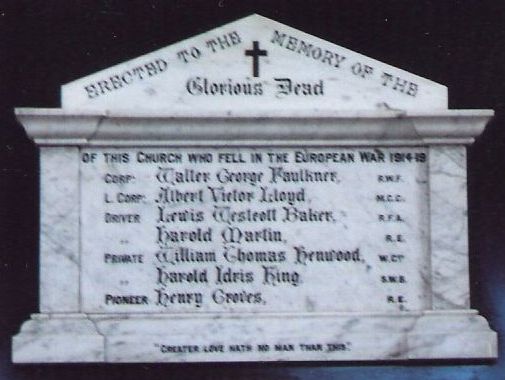 ERECTED TO THE MEMORY OF THE
Glorious Dead
OF THIS CHURCH WHO FELL IN THE EUROPEAN WAR 1914-19
CORP: Walter George Faulkner, R.W.F.
L. CORP: Albert Victor Lloyd, M.G.C.
DRIVER Lewis Westcott Baker, R.F.A.
" Harold Martin, R.E.
PRIVATE William Thomas Henwood, W.CY
" Harold Idris King, S.W.B.
PIONEER Henry Groves, R.E.
"GREATER LOVE HATH NO MAN THAN THIS."